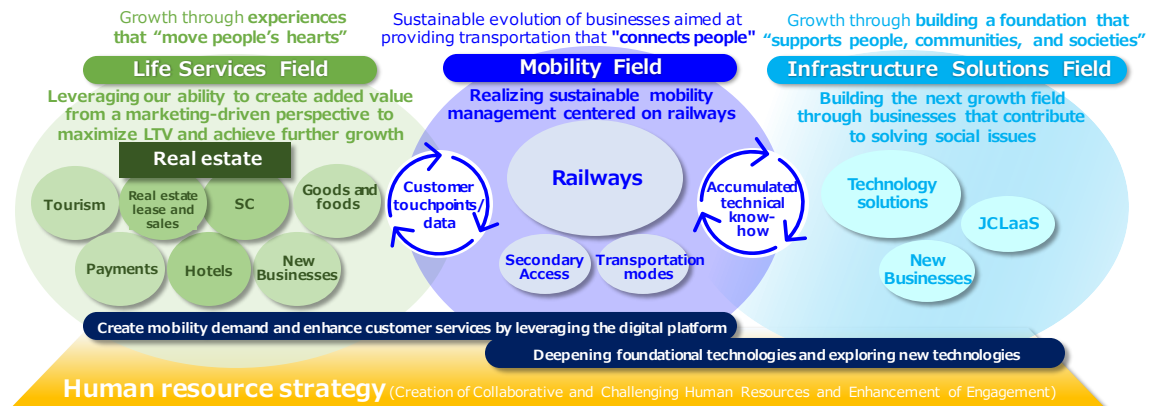 Growth through experiences
that “move people’s hearts”
Life Services Field
Leveraging our ability to create added value
from a marketing-driven perspective to
maximize LTV and achieve further growth
Real estate
Tourism
Real estate
lease and
sales
SC
Goods and
foods
Payments
Hotels
New
Businesses
Customer
touchpoints/
data
Sustainable evolution of businesses aimed at
providing transportation that "connects people"
Mobility Field
Realizing sustainable mobility
management centered on railways
Railways
Secondary
Access
Transportation
modes
Accumulated
technical
know-
how
Growth through building a foundation that
“supports people, communities, and societies”
Infrastructure Solutions Field
Building the next growth field
through businesses that contribute
to solving social issues
Technology
solutions
JCLaaS
New
Businesses
Create mobility demand and enhance customer services by leveraging the digital platform
Deepening foundational technologies and exploring new technologies
Human resource strategy (Creation of Collaborative and Challenging Human Resources and Enhancement of Engagement)